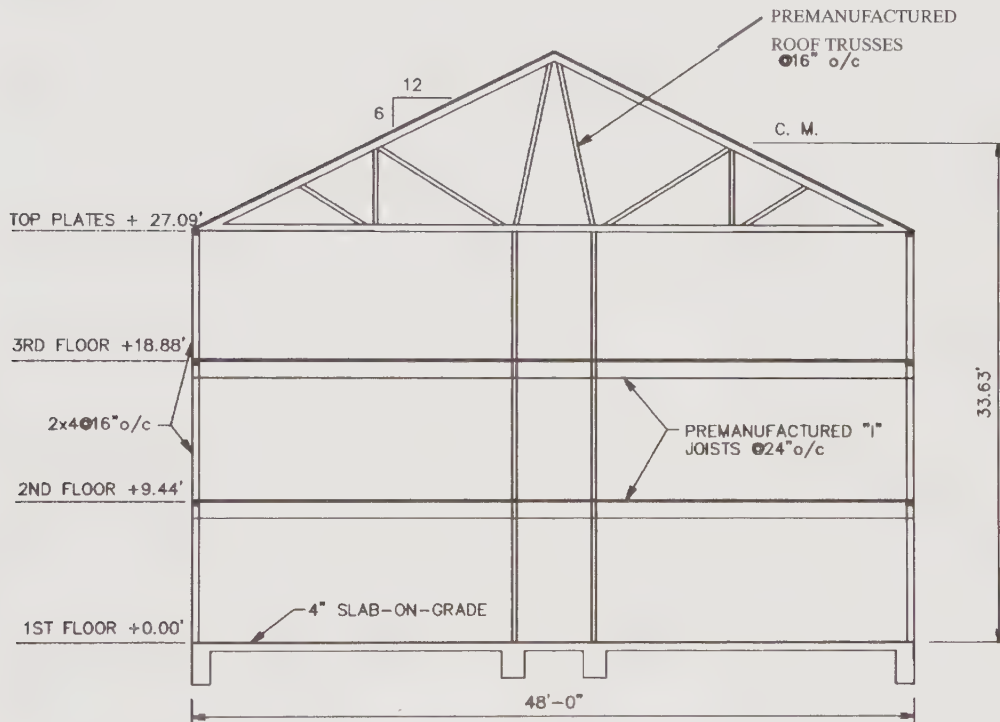 PREMANUFACTURED
ROOF TRUSSES
@16" o/c
12
6
C. M.
TOP PLATES + 27.09'
3RD FLOOR +18.88'
33.63'
2x4@16"o/c
PREMANUFACTURED "I"
JOISTS @24"o/c
2ND FLOOR +9.44'
4" SLAB-ON-GRADE
1ST FLOOR +0.00'
48'-0"